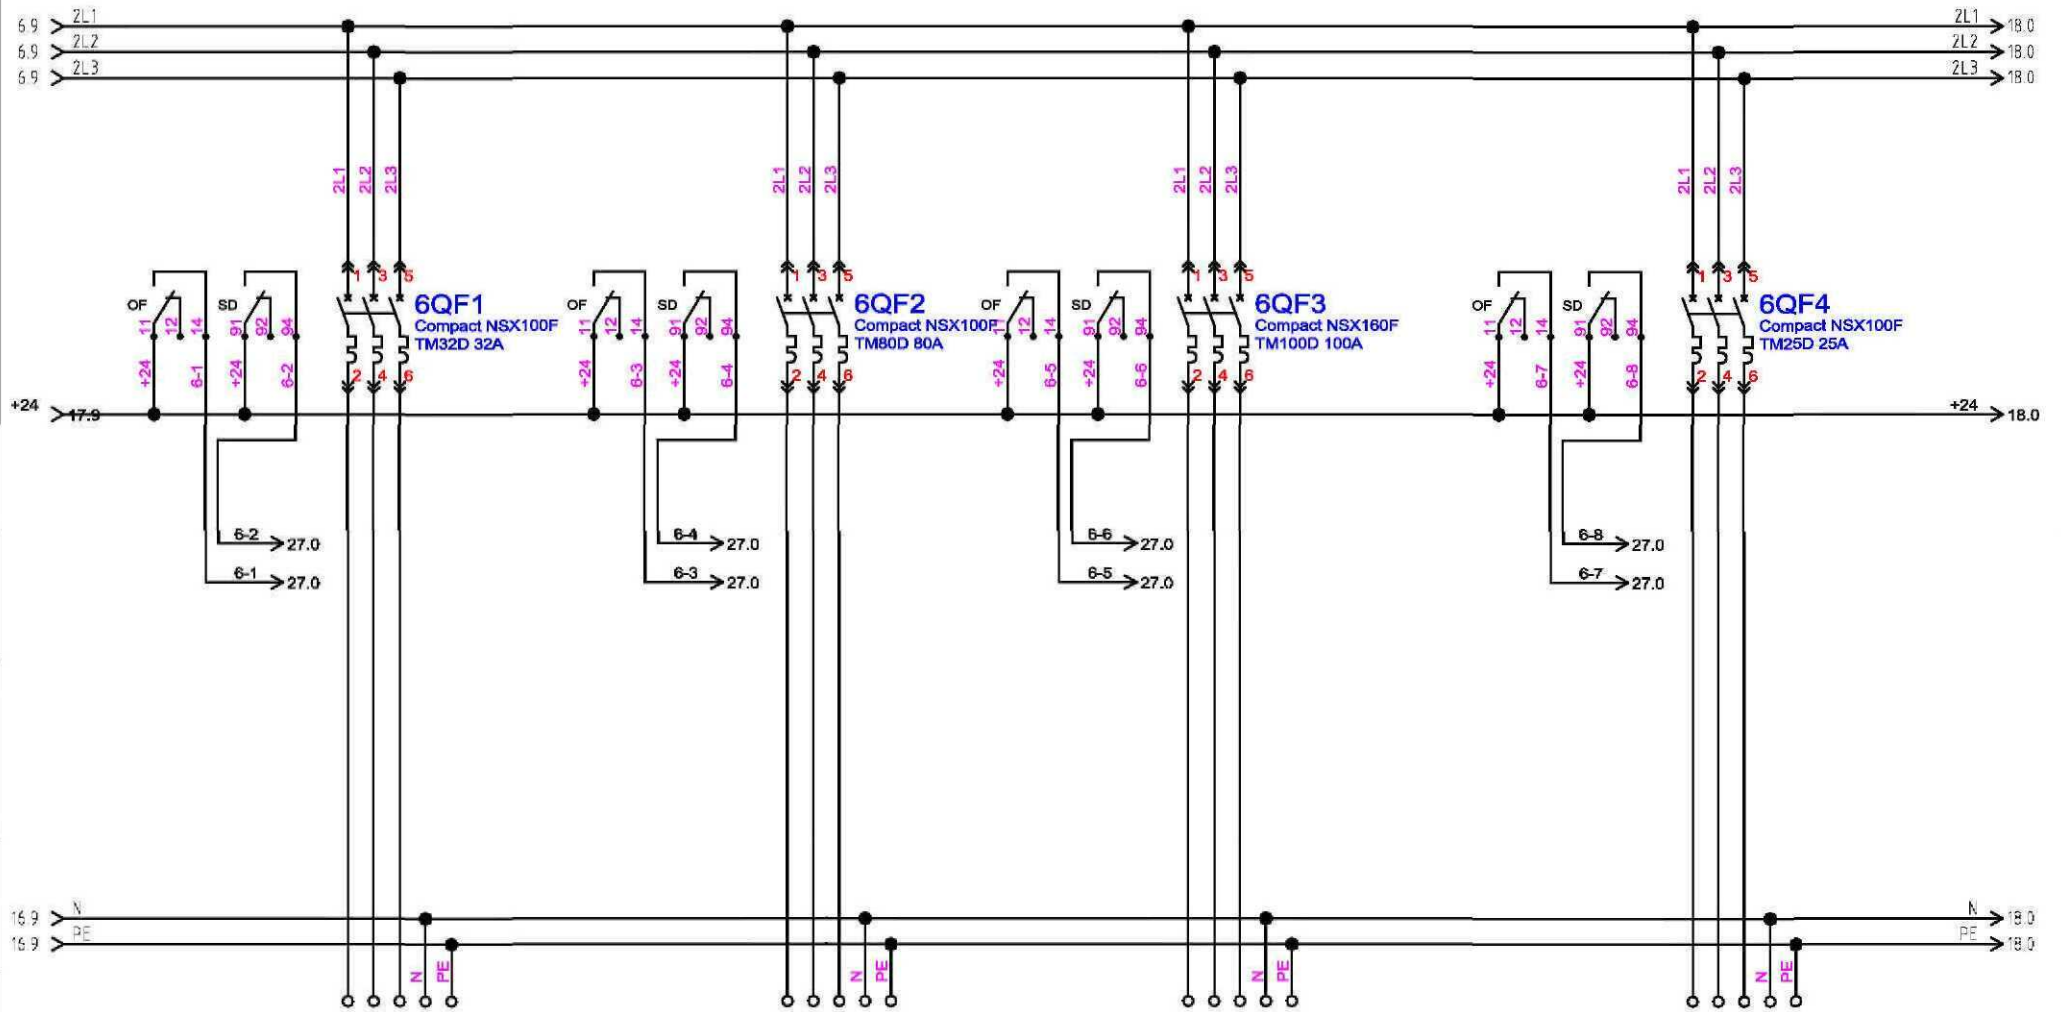 6.9 2L1 2L1 18.0
6.9 2L2 2L2 18.0
6.9 2L3 2L3 18.0
2L1 2L2 2L3 2L1 2L2 2L3 2L1 2L2 2L3 2L1 2L2 2L3
1 3 5 1 3 5 1 3 5 1 3 5
OF SD 6QF1 OF SD 6QF2 OF SD 6QF3 OF SD 6QF4
11 12 14 91 92 94 Compact NSX100F 11 12 14 91 92 94 Compact NSX100F 11 12 14 91 92 94 Compact NSX160F 11 12 14 91 92 94 Compact NSX100F
TM32D 32A TM80D 80A TM100D 100A TM25D 25A
+24 6-1 +24 6-2 2 4 6 +24 6-3 +24 6-4 2 4 6 +24 6-5 +24 6-6 2 4 6 +24 6-7 +24 6-8 2 4 6
+24 17.9 +24 18.0
6-2 27.0 6-4 27.0 6-6 27.0 6-8 27.0
6-1 27.0 6-3 27.0 6-5 27.0 6-7 27.0
N N 18.0
PE PE 18.0
N PE N PE N PE N PE